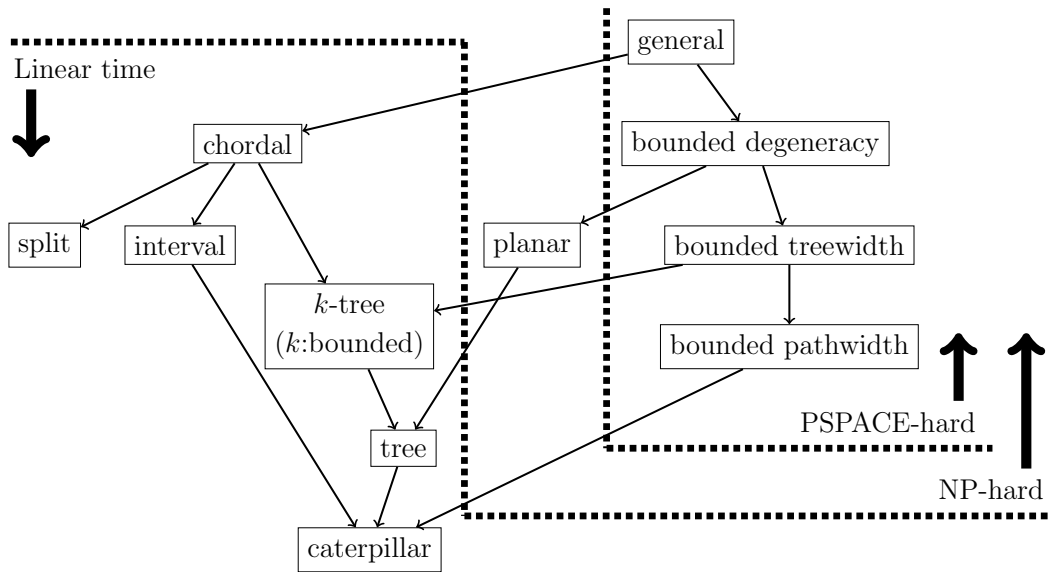 general
Linear time
chordal
bounded degeneracy
split
interval
planar
bounded treewidth
k-tree
(k:bounded)
bounded pathwidth
PSPACE-hard
tree
NP-hard
caterpillar